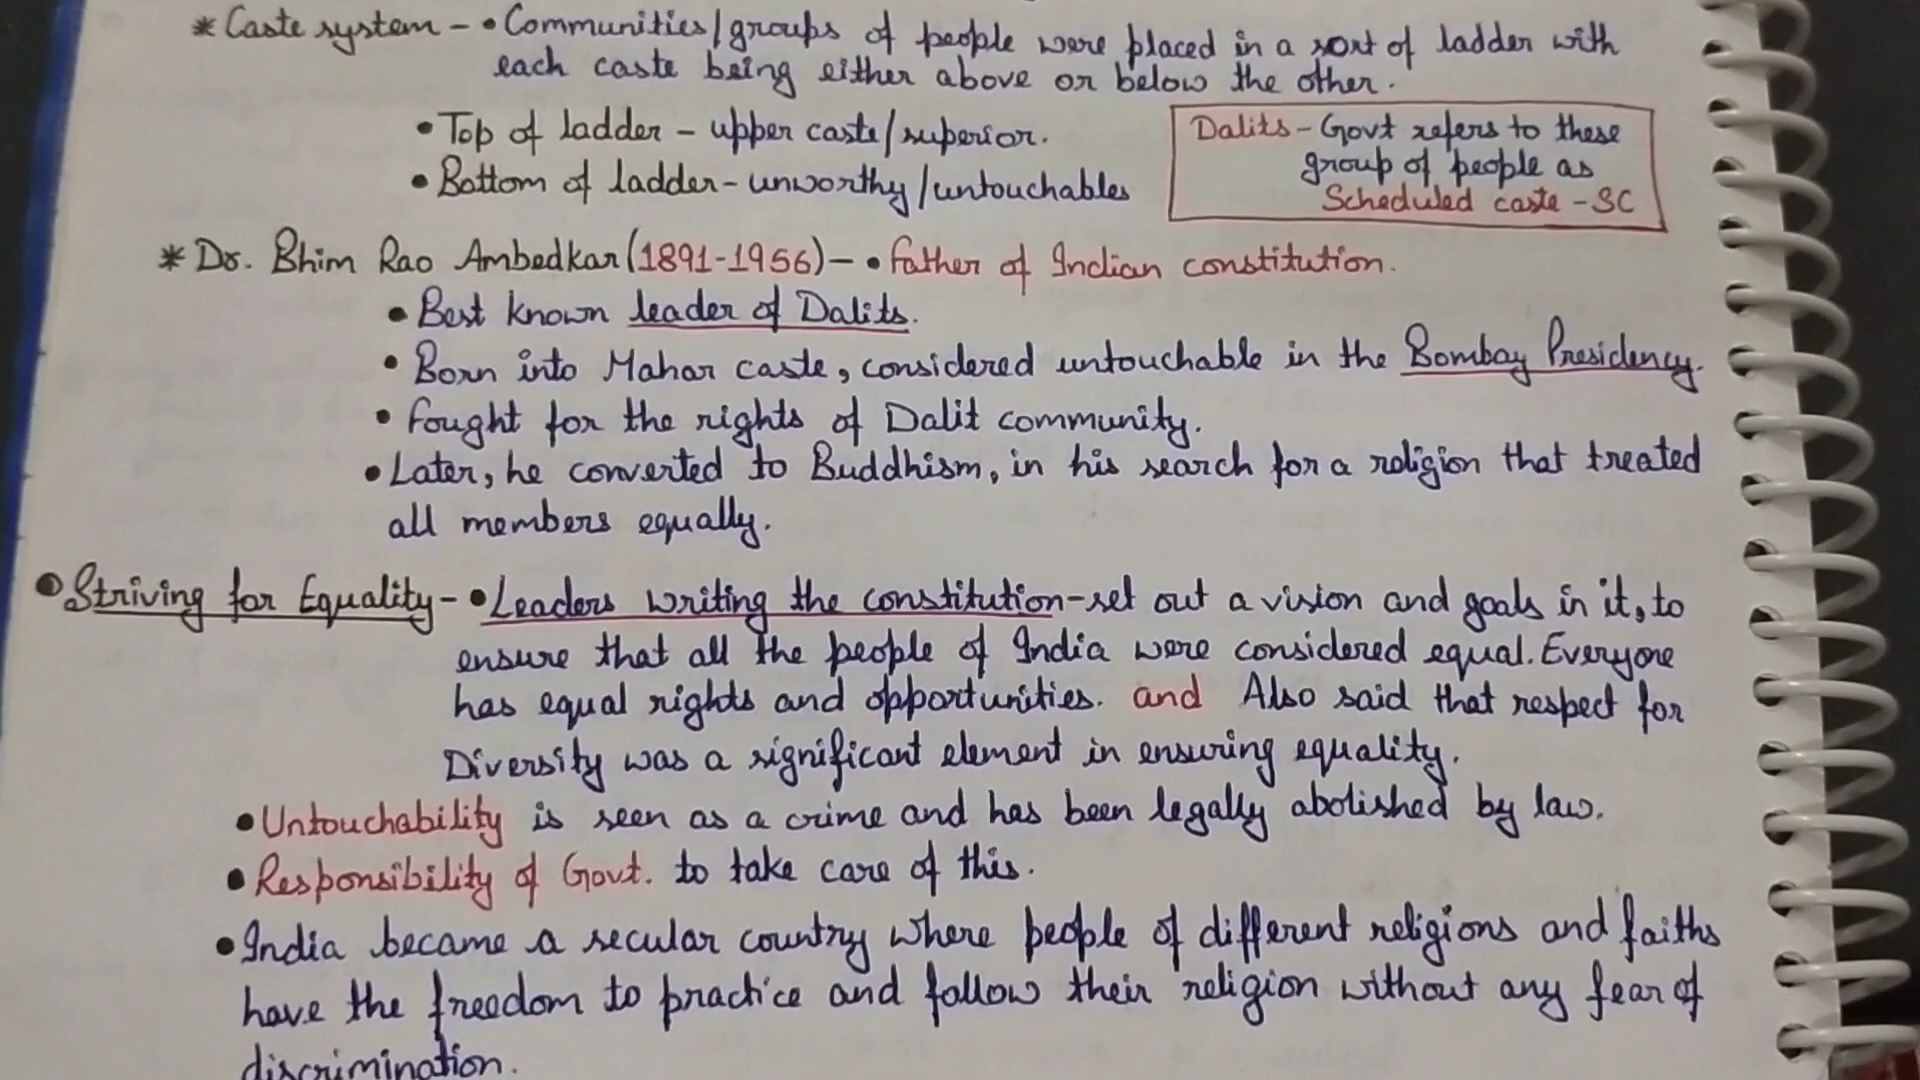 * Caste system - • Communities/groups of people were placed in a sort of ladder with
each caste being either above or below the other.
• Top of ladder - upper caste/superior.
• Bottom of ladder - unworthy/untouchables
Dalits - Govt refers to these
group of people as
Scheduled caste - SC
* Dr. Bhim Rao Ambedkar (1891-1956) - • Father of Indian constitution.
• Best known leader of Dalits.
• Born into Mahar caste, considered untouchable in the Bombay Presidency.
• Fought for the rights of Dalit community.
• Later, he converted to Buddhism, in his search for a religion that treated
all members equally.
• Striving for Equality - • Leaders writing the constitution - set out a vision and goals in it, to
ensure that all the people of India were considered equal. Everyone
has equal rights and opportunities. and Also said that respect for
Diversity was a significant element in ensuring equality.
• Untouchability is seen as a crime and has been legally abolished by law.
• Responsibility of Govt. to take care of this.
• India became a secular country where people of different religions and faiths
have the freedom to practice and follow their religion without any fear of
discrimination.